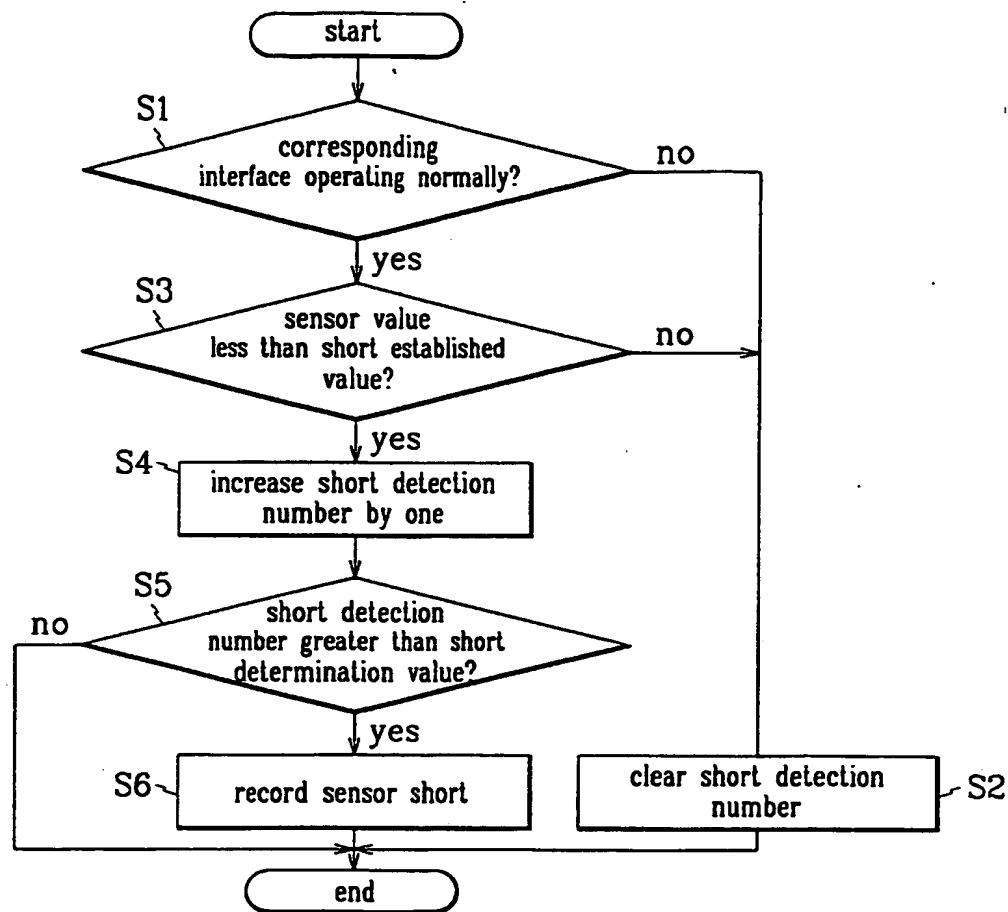 start
S1
corresponding
interface operating normally?
no
yes
S3
sensor value
less than short established
value?
no
yes
S4
increase short detection
number by one
S5
short detection
number greater than short
determination value?
no
yes
S6
record sensor short
clear short detection
number
S2
end